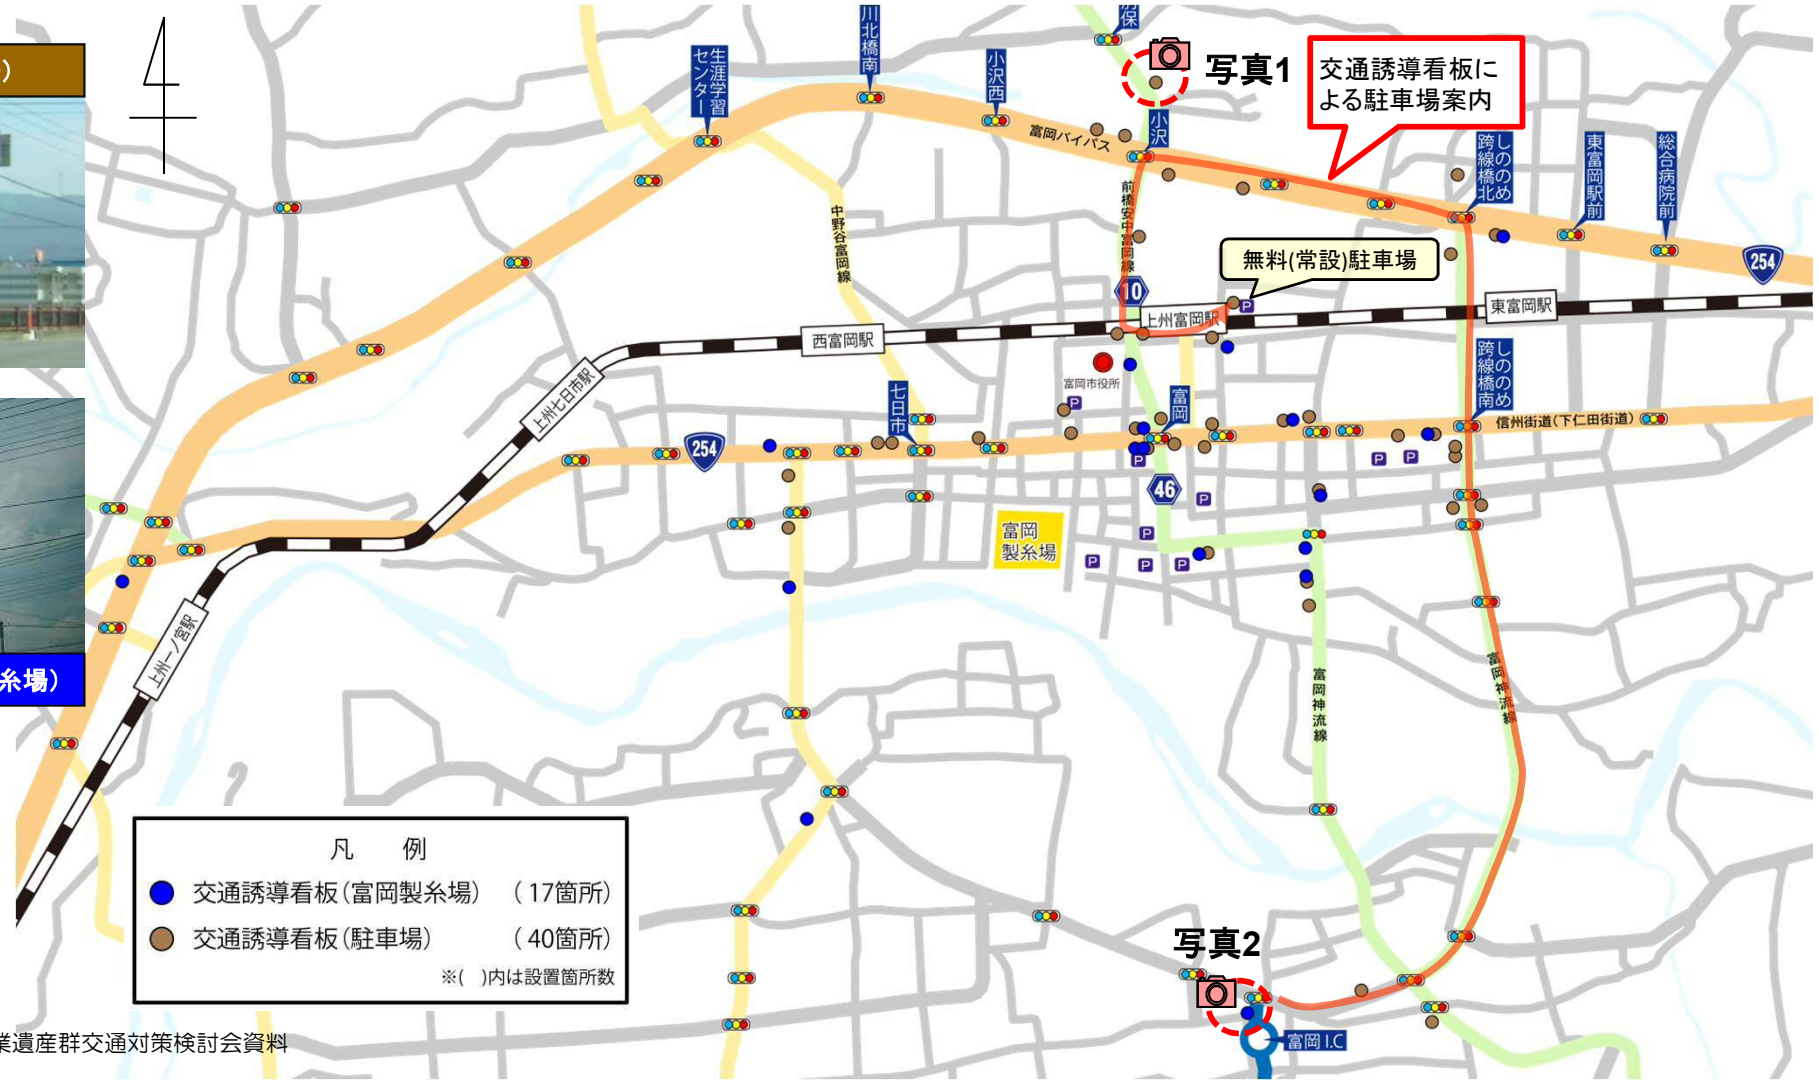 )
糸場)
生涯学習
センター
川北橋南
小沢西
富岡バイパス
小沢
写真1
交通誘導看板に
よる駐車場案内
しののめ
跨線橋北
東富岡駅前
総合病院前
254
中野谷富岡線
前橋安中富岡線
10
無料(常設)駐車場
P
上州富岡駅
東富岡駅
西富岡駅
上州七日市駅
上州一ノ宮駅
富岡市役所
P
七日市
富岡
しののめ
跨線橋南
信州街道(下仁田街道)
254
P
P
P
46
P
P
P
P
P
富岡
製糸場
富岡神流線
富岡神流線
凡 例
交通誘導看板(富岡製糸場) (17箇所)
交通誘導看板(駐車場) (40箇所)
※( )内は設置箇所数
写真2
富岡I.C
業遺産群交通対策検討会資料